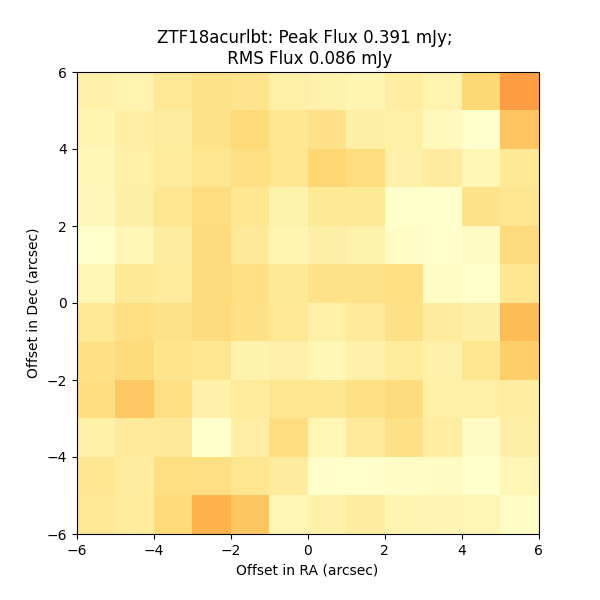 ZTF18acurlbt: Peak Flux 0.391 mJy;
RMS Flux 0.086 mJy
6
4
2
0
−2
−4
−6
Offset in Dec (arcsec)
−6 −4 −2 0 2 4 6
Offset in RA (arcsec)